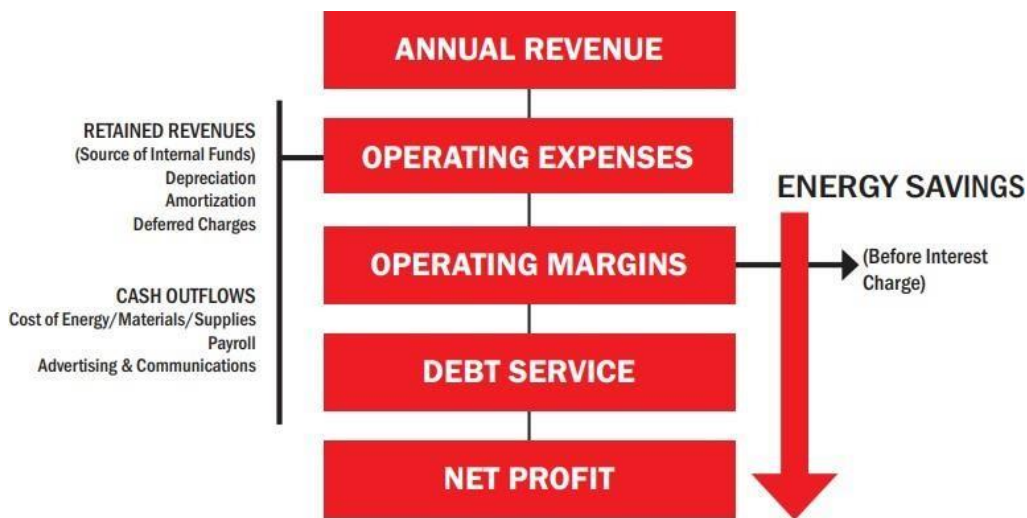 ANNUAL REVENUE
RETAINED REVENUES
(Source of Internal Funds)
Depreciation
Amortization
Deferred Charges
OPERATING EXPENSES
ENERGY SAVINGS
OPERATING MARGINS
(Before Interest
Charge)
CASH OUTFLOWS
Cost of Energy/Materials/Supplies
Payroll
Advertising & Communications
DEBT SERVICE
NET PROFIT